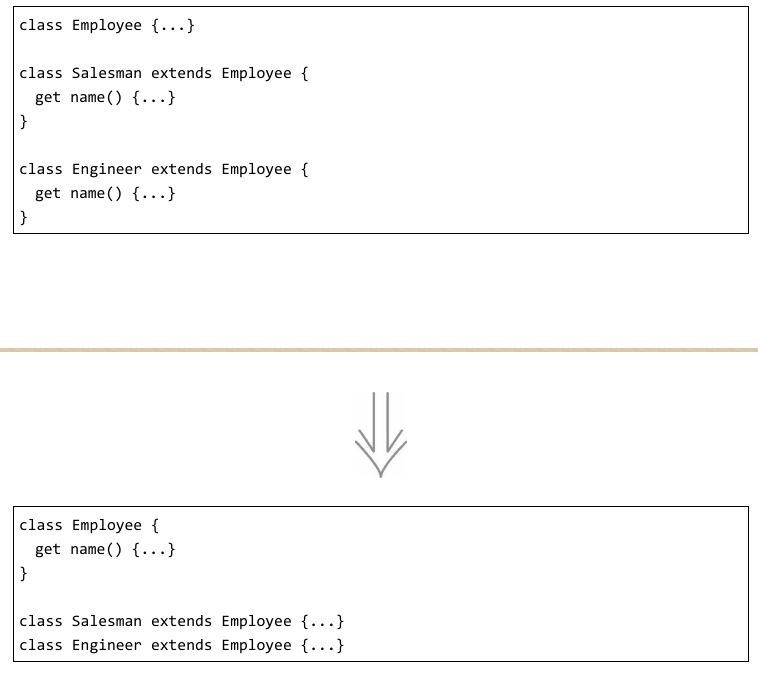 class Employee {...}

class Salesman extends Employee {
  get name() {...}
}

class Engineer extends Employee {
  get name() {...}
}

class Employee {
  get name() {...}
}

class Salesman extends Employee {...}
class Engineer extends Employee {...}